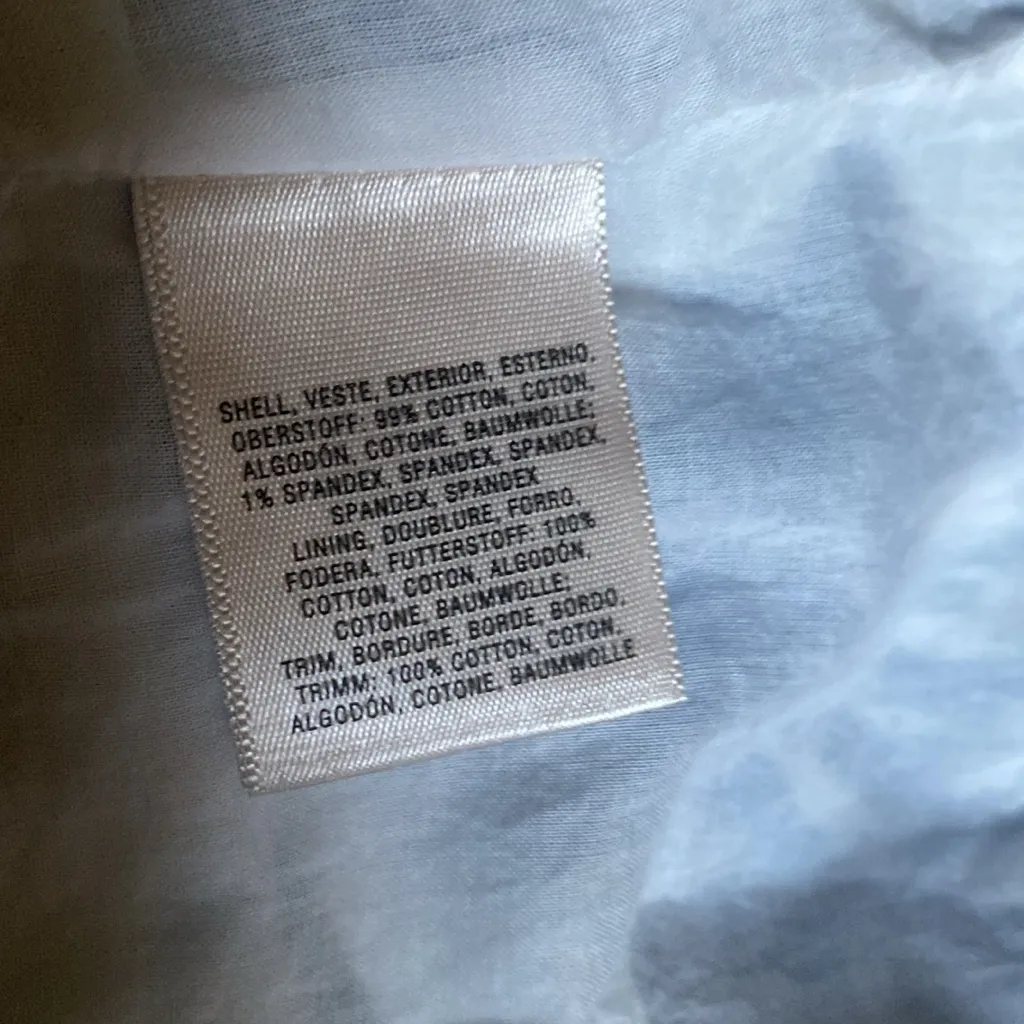 SHELL, VESTE, EXTERIOR, ESTERNO,
OBERSTOFF: 99% COTTON, COTON,
ALGODÓN, COTONE, BAUMWOLLE;
1% SPANDEX, SPANDEX, SPANDEX,
SPANDEX, SPANDEX
LINING, DOUBLURE, FORRO,
FODERA, FUTTERSTOFF: 100%
COTTON, COTON, ALGODÓN,
COTONE, BAUMWOLLE;
TRIM, BORDURE, BORDE, BORDO,
TRIMM: 100% COTTON, COTON,
ALGODÓN, COTONE, BAUMWOLLE